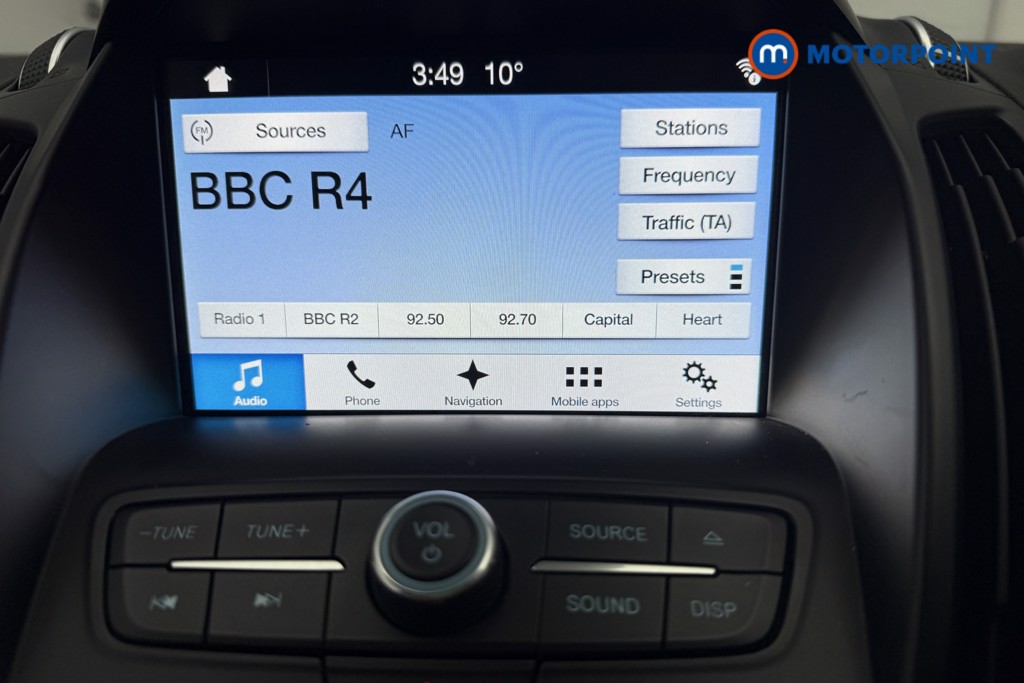 3:49 10°
m MOTORPOINT
FM Sources AF Stations
BBC R4
Frequency
Traffic (TA)
Presets
Radio 1 BBC R2 92.50 92.70 Capital Heart
Audio Phone Navigation Mobile apps Settings
-TUNE TUNE+ VOL SOURCE
SOUND DISP